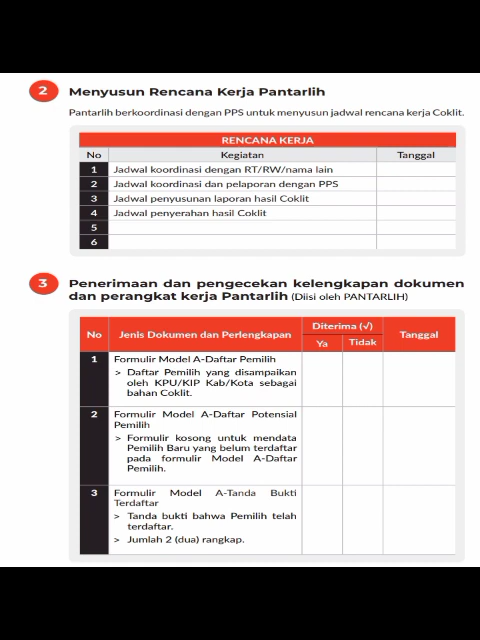 2 Menyusun Rencana Kerja Pantarlih
Pantarlih berkoordinasi dengan PPS untuk menyusun jadwal rencana kerja Coklit.
RENCANA KERJA
No Kegiatan Tanggal
1 Jadwal koordinasi dengan RT/RW/nama lain
2 Jadwal koordinasi dan pelaporan dengan PPS
3 Jadwal penyusunan laporan hasil Coklit
4 Jadwal penyerahan hasil Coklit
5
6
3 Penerimaan dan pengecekan kelengkapan dokumen
dan perangkat kerja Pantarlih (Diisi oleh PANTARLIH)
No Jenis Dokumen dan Perlengkapan Diterima (√) Tanggal
Ya Tidak
1 Formulir Model A-Daftar Pemilih
> Daftar Pemilih yang disampaikan
oleh KPU/KIP Kab/Kota sebagai
bahan Coklit.
2 Formulir Model A-Daftar Potensial
Pemilih
> Formulir kosong untuk mendata
Pemilih Baru yang belum terdaftar
pada formulir Model A-Daftar
Pemilih.
3 Formulir Model A-Tanda Bukti
Terdaftar
> Tanda bukti bahwa Pemilih telah
terdaftar.
> Jumlah 2 (dua) rangkap.